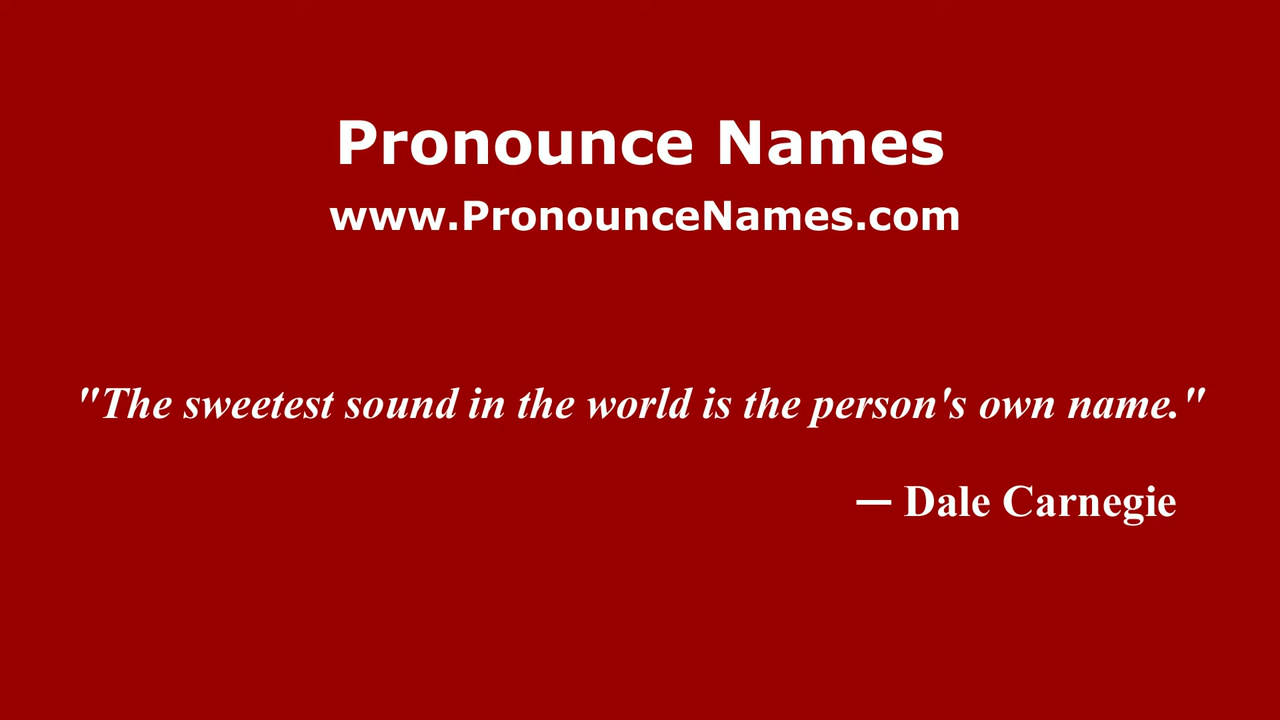 Pronounce Names
www.PronounceNames.com
"The sweetest sound in the world is the person's own name."
— Dale Carnegie